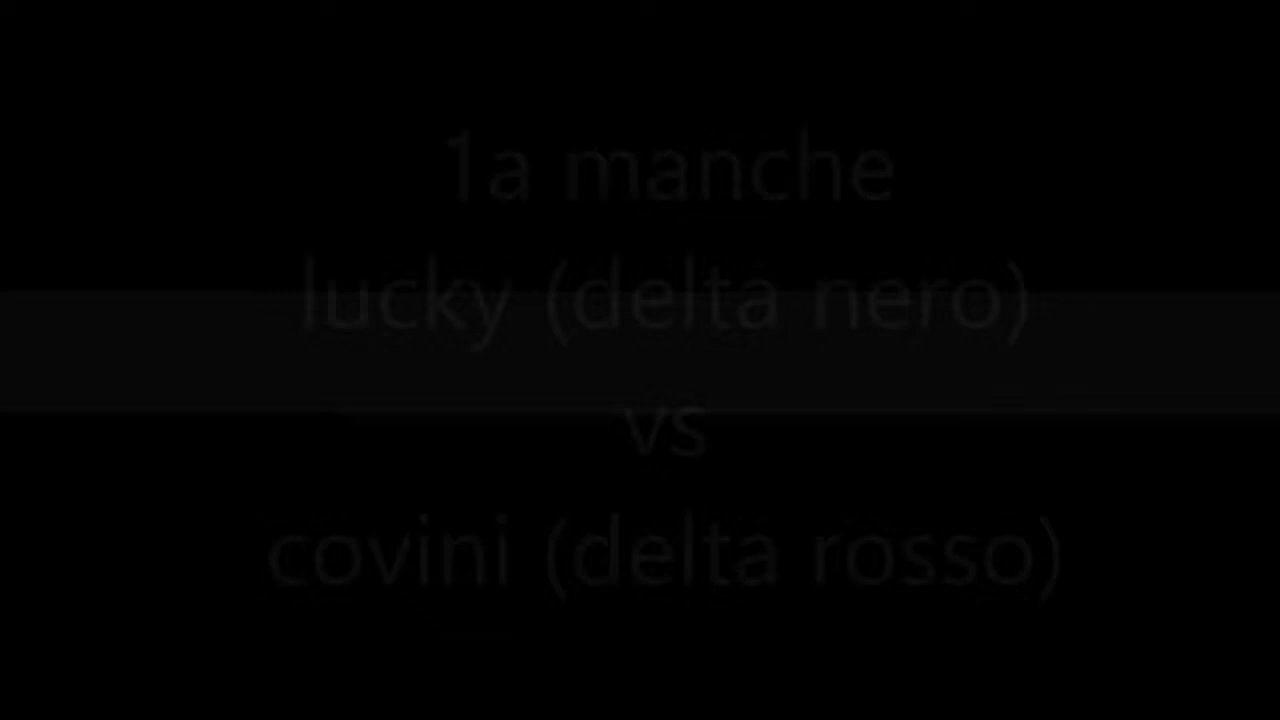 1a manche
lucky (delta nero)
vs
covini (delta rosso)